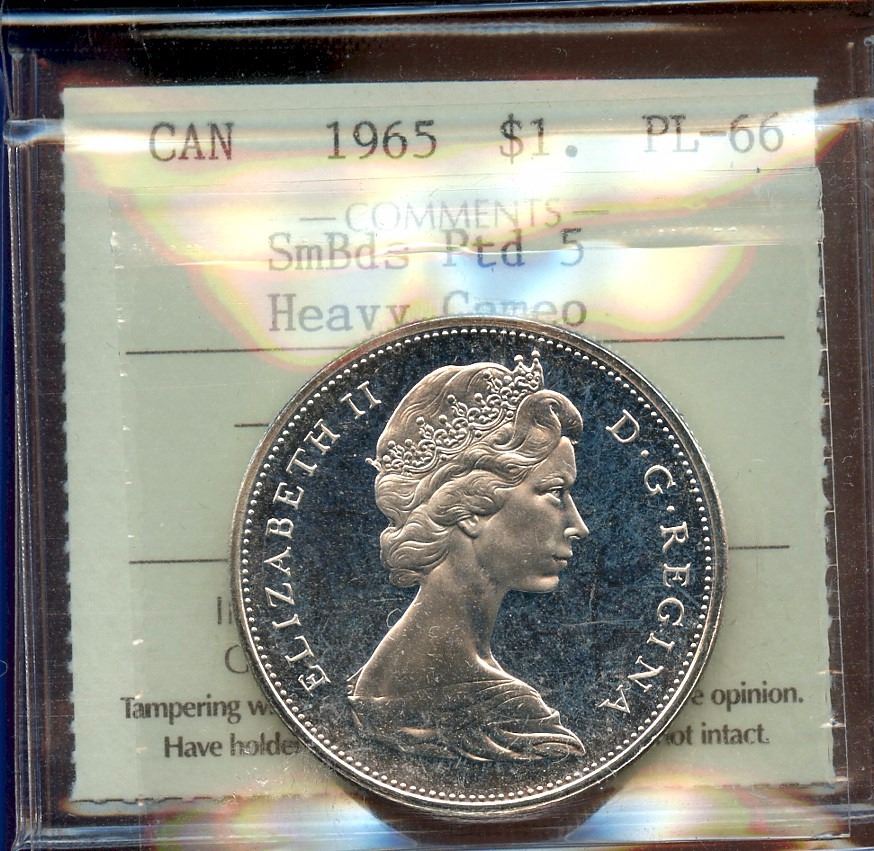 CAN 1965 $1. PL-66
— COMMENTS —
SmBds Ptd 5
Heavy Cameo
ELIZABETH II D·G·REGINA
Tampering w e opinion.
Have holde not intact.